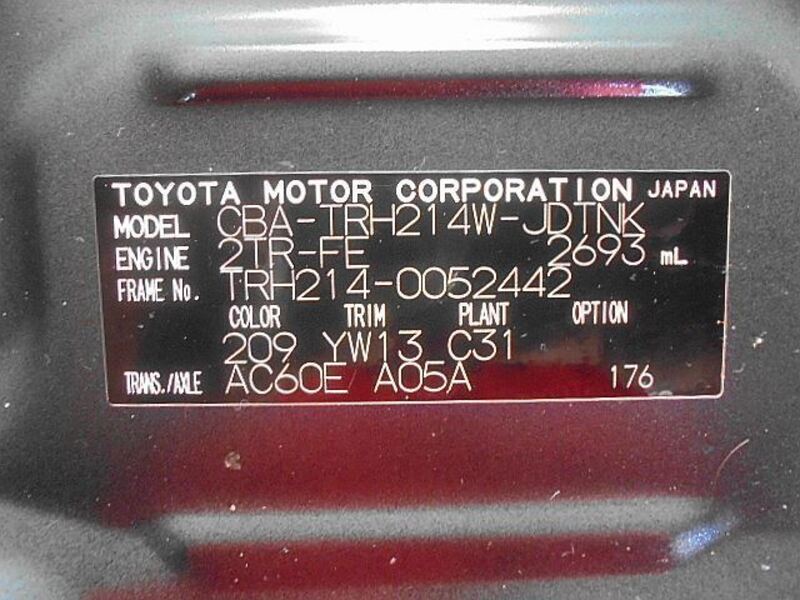 TOYOTA MOTOR CORPORATION JAPAN
MODEL CBA-TRH214W-JDTNK
ENGINE 2TR-FE 2693 mL
FRAME No. TRH214-0052442
COLOR TRIM PLANT OPTION
209 YW13 C31
TRANS./AXLE AC60E A05A 176